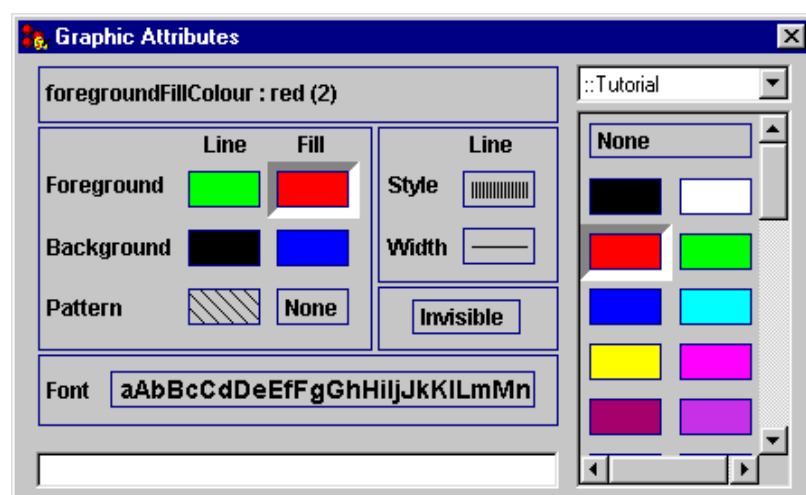 Graphic Attributes
foregroundFillColour : red (2)
Line Fill
Foreground
Background
Pattern None
Line
Style
Width
Invisible
Font aAbBcCdDeEfFgGhHiIjJkKlLmMn
::Tutorial
None